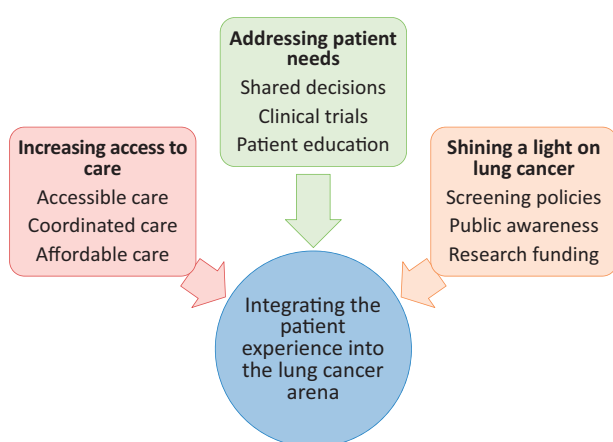 Addressing patient
needs
Shared decisions
Clinical trials
Patient education
Increasing access to
care
Accessible care
Coordinated care
Affordable care
Shining a light on
lung cancer
Screening policies
Public awareness
Research funding
Integrating the
patient
experience into
the lung cancer
arena